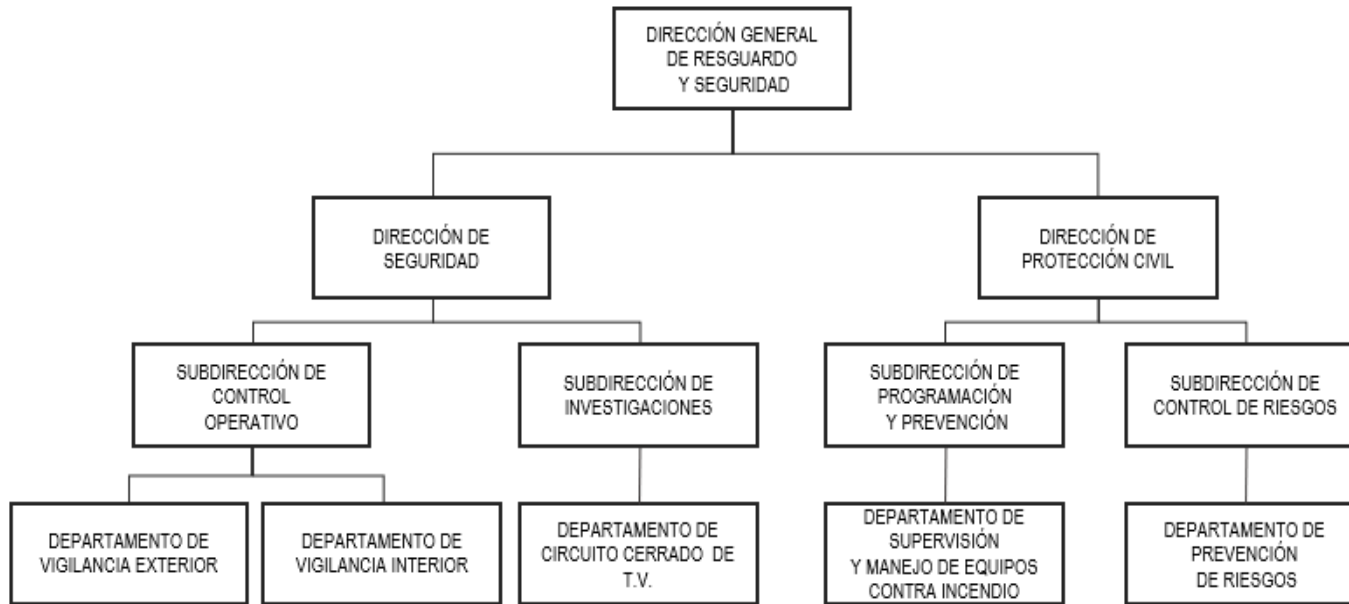 DIRECCIÓN GENERAL
DE RESGUARDO
Y SEGURIDAD
DIRECCIÓN DE
SEGURIDAD
DIRECCIÓN DE
PROTECCIÓN CIVIL
SUBDIRECCIÓN DE
CONTROL
OPERATIVO
SUBDIRECCIÓN DE
INVESTIGACIONES
SUBDIRECCIÓN DE
PROGRAMACIÓN
Y PREVENCIÓN
SUBDIRECCIÓN DE
CONTROL DE RIESGOS
DEPARTAMENTO DE
VIGILANCIA EXTERIOR
DEPARTAMENTO DE
VIGILANCIA INTERIOR
DEPARTAMENTO DE
CIRCUITO CERRADO DE
T.V.
DEPARTAMENTO DE
SUPERVISIÓN
Y MANEJO DE EQUIPOS
CONTRA INCENDIO
DEPARTAMENTO DE
PREVENCIÓN
DE RIESGOS